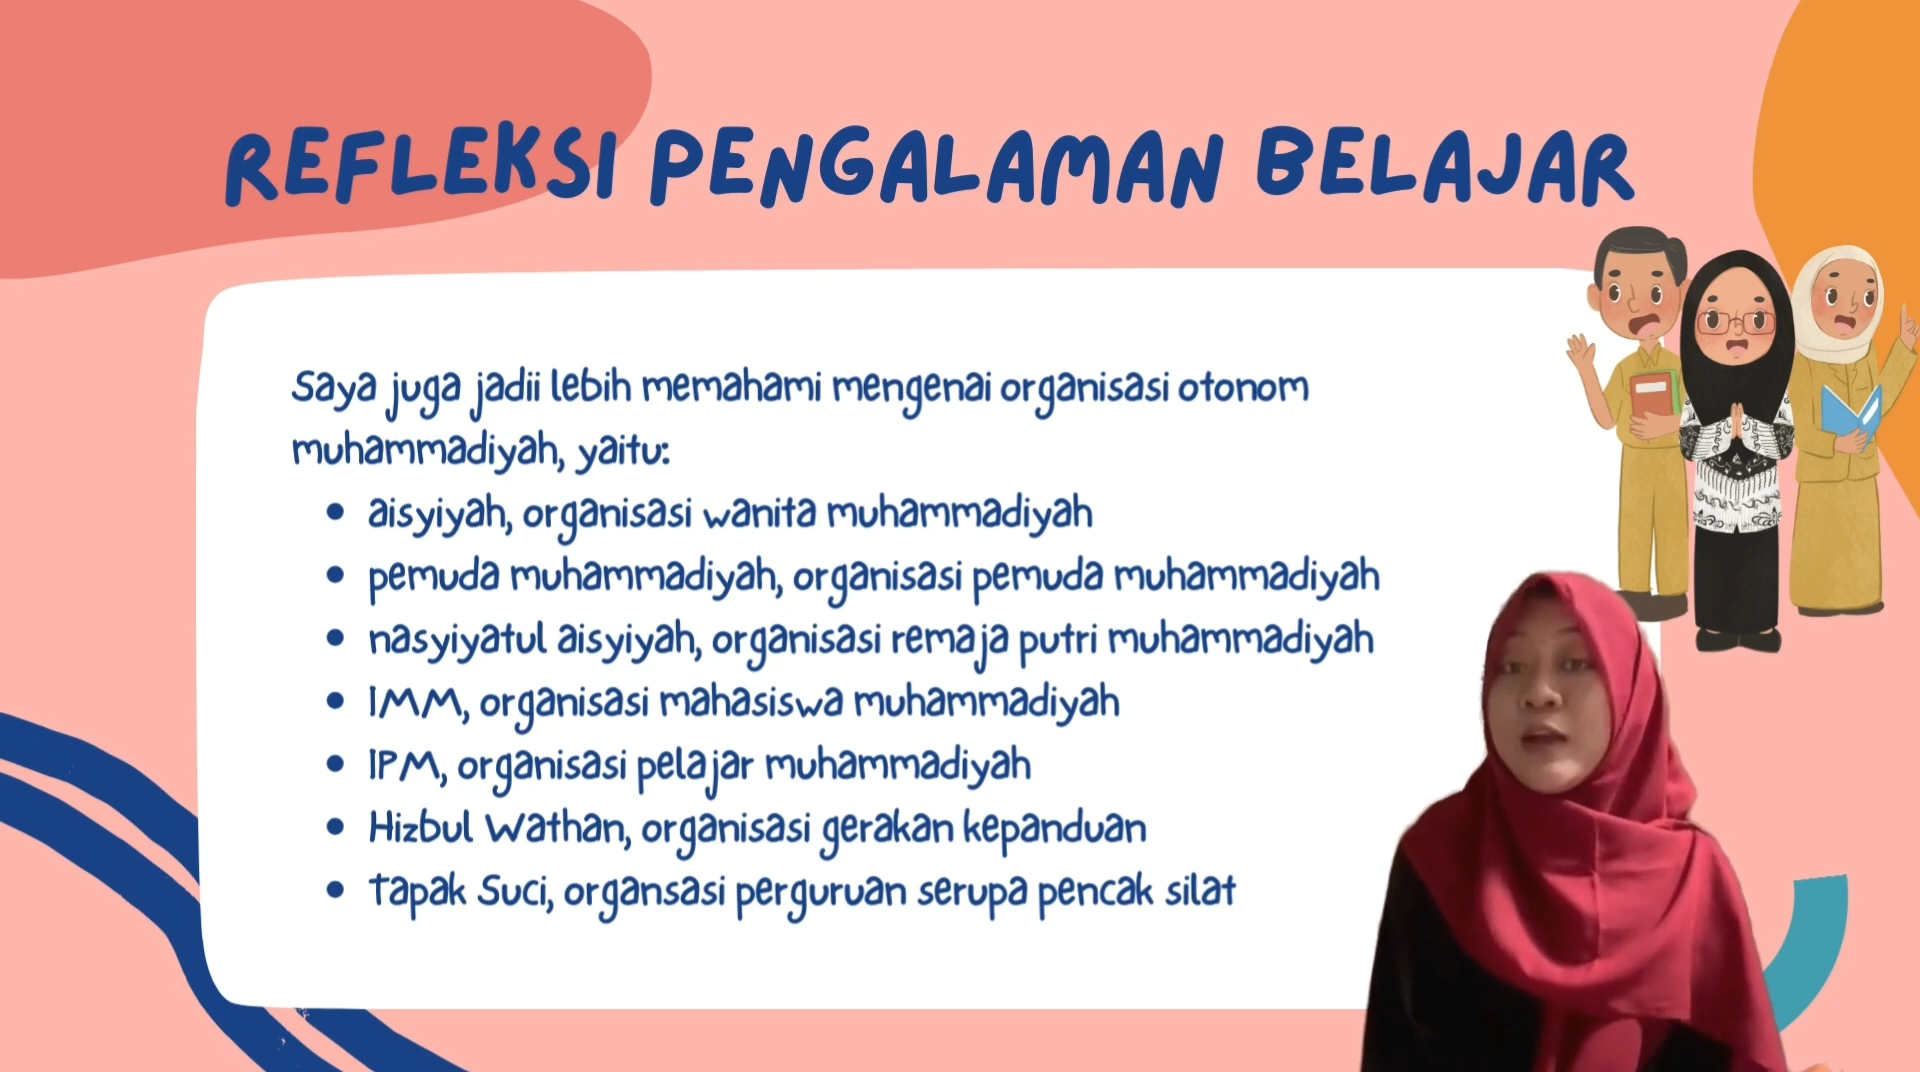 REFLEKSI PENGALAMAN BELAJAR
Saya juga jadii lebih memahami mengenai organisasi otonom
muhammadiyah, yaitu:
• aisyiyah, organisasi wanita muhammadiyah
• pemuda muhammadiyah, organisasi pemuda muhammadiyah
• nasyiyatul aisyiyah, organisasi remaja putri muhammadiyah
• IMM, organisasi mahasiswa muhammadiyah
• IPM, organisasi pelajar muhammadiyah
• Hizbul Wathan, organisasi gerakan kepanduan
• Tapak Suci, organsasi perguruan serupa pencak silat